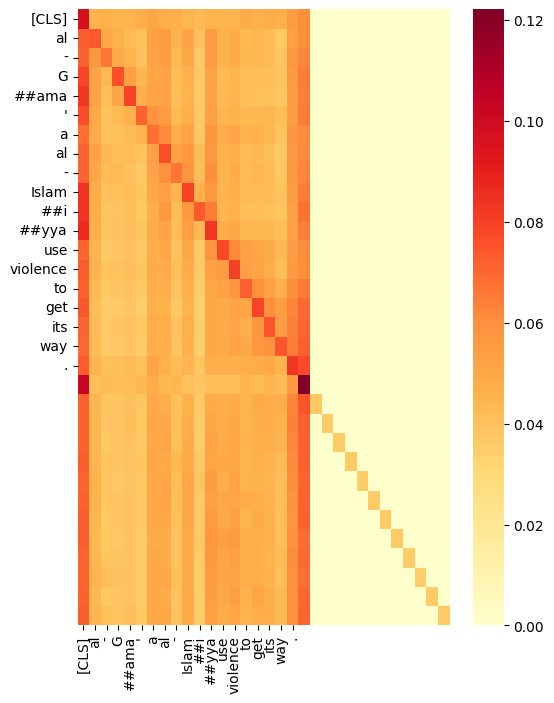 [CLS]
al
-
G
##ama
'
a
al
-
Islam
##i
##yya
use
violence
to
get
its
way
.
0.12
0.10
0.08
0.06
0.04
0.02
0.00
[CLS]
al
-
G
##ama
'
a
al
-
Islam
##i
##yya
use
violence
to
get
its
way
.